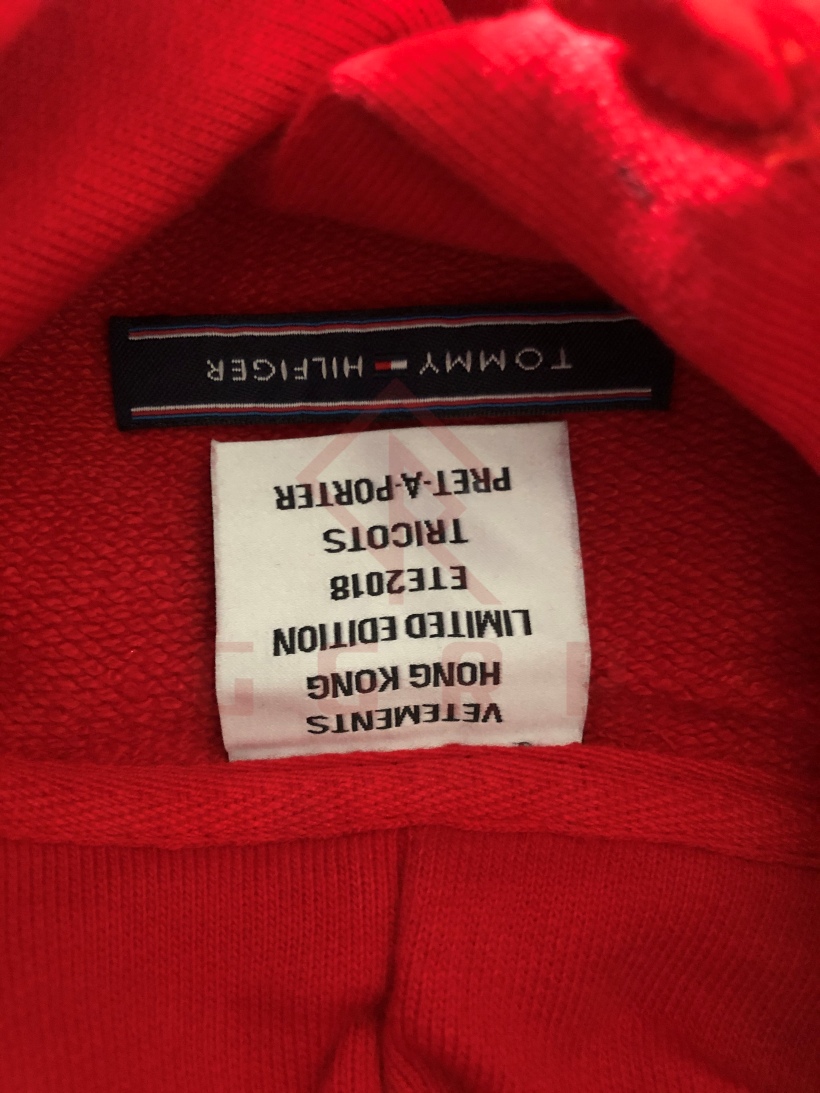 VETEMENTS
HONG KONG
LIMITED EDITION
ETE2018
TRICOTS
PRET-A-PORTER
TOMMY HILFIGER